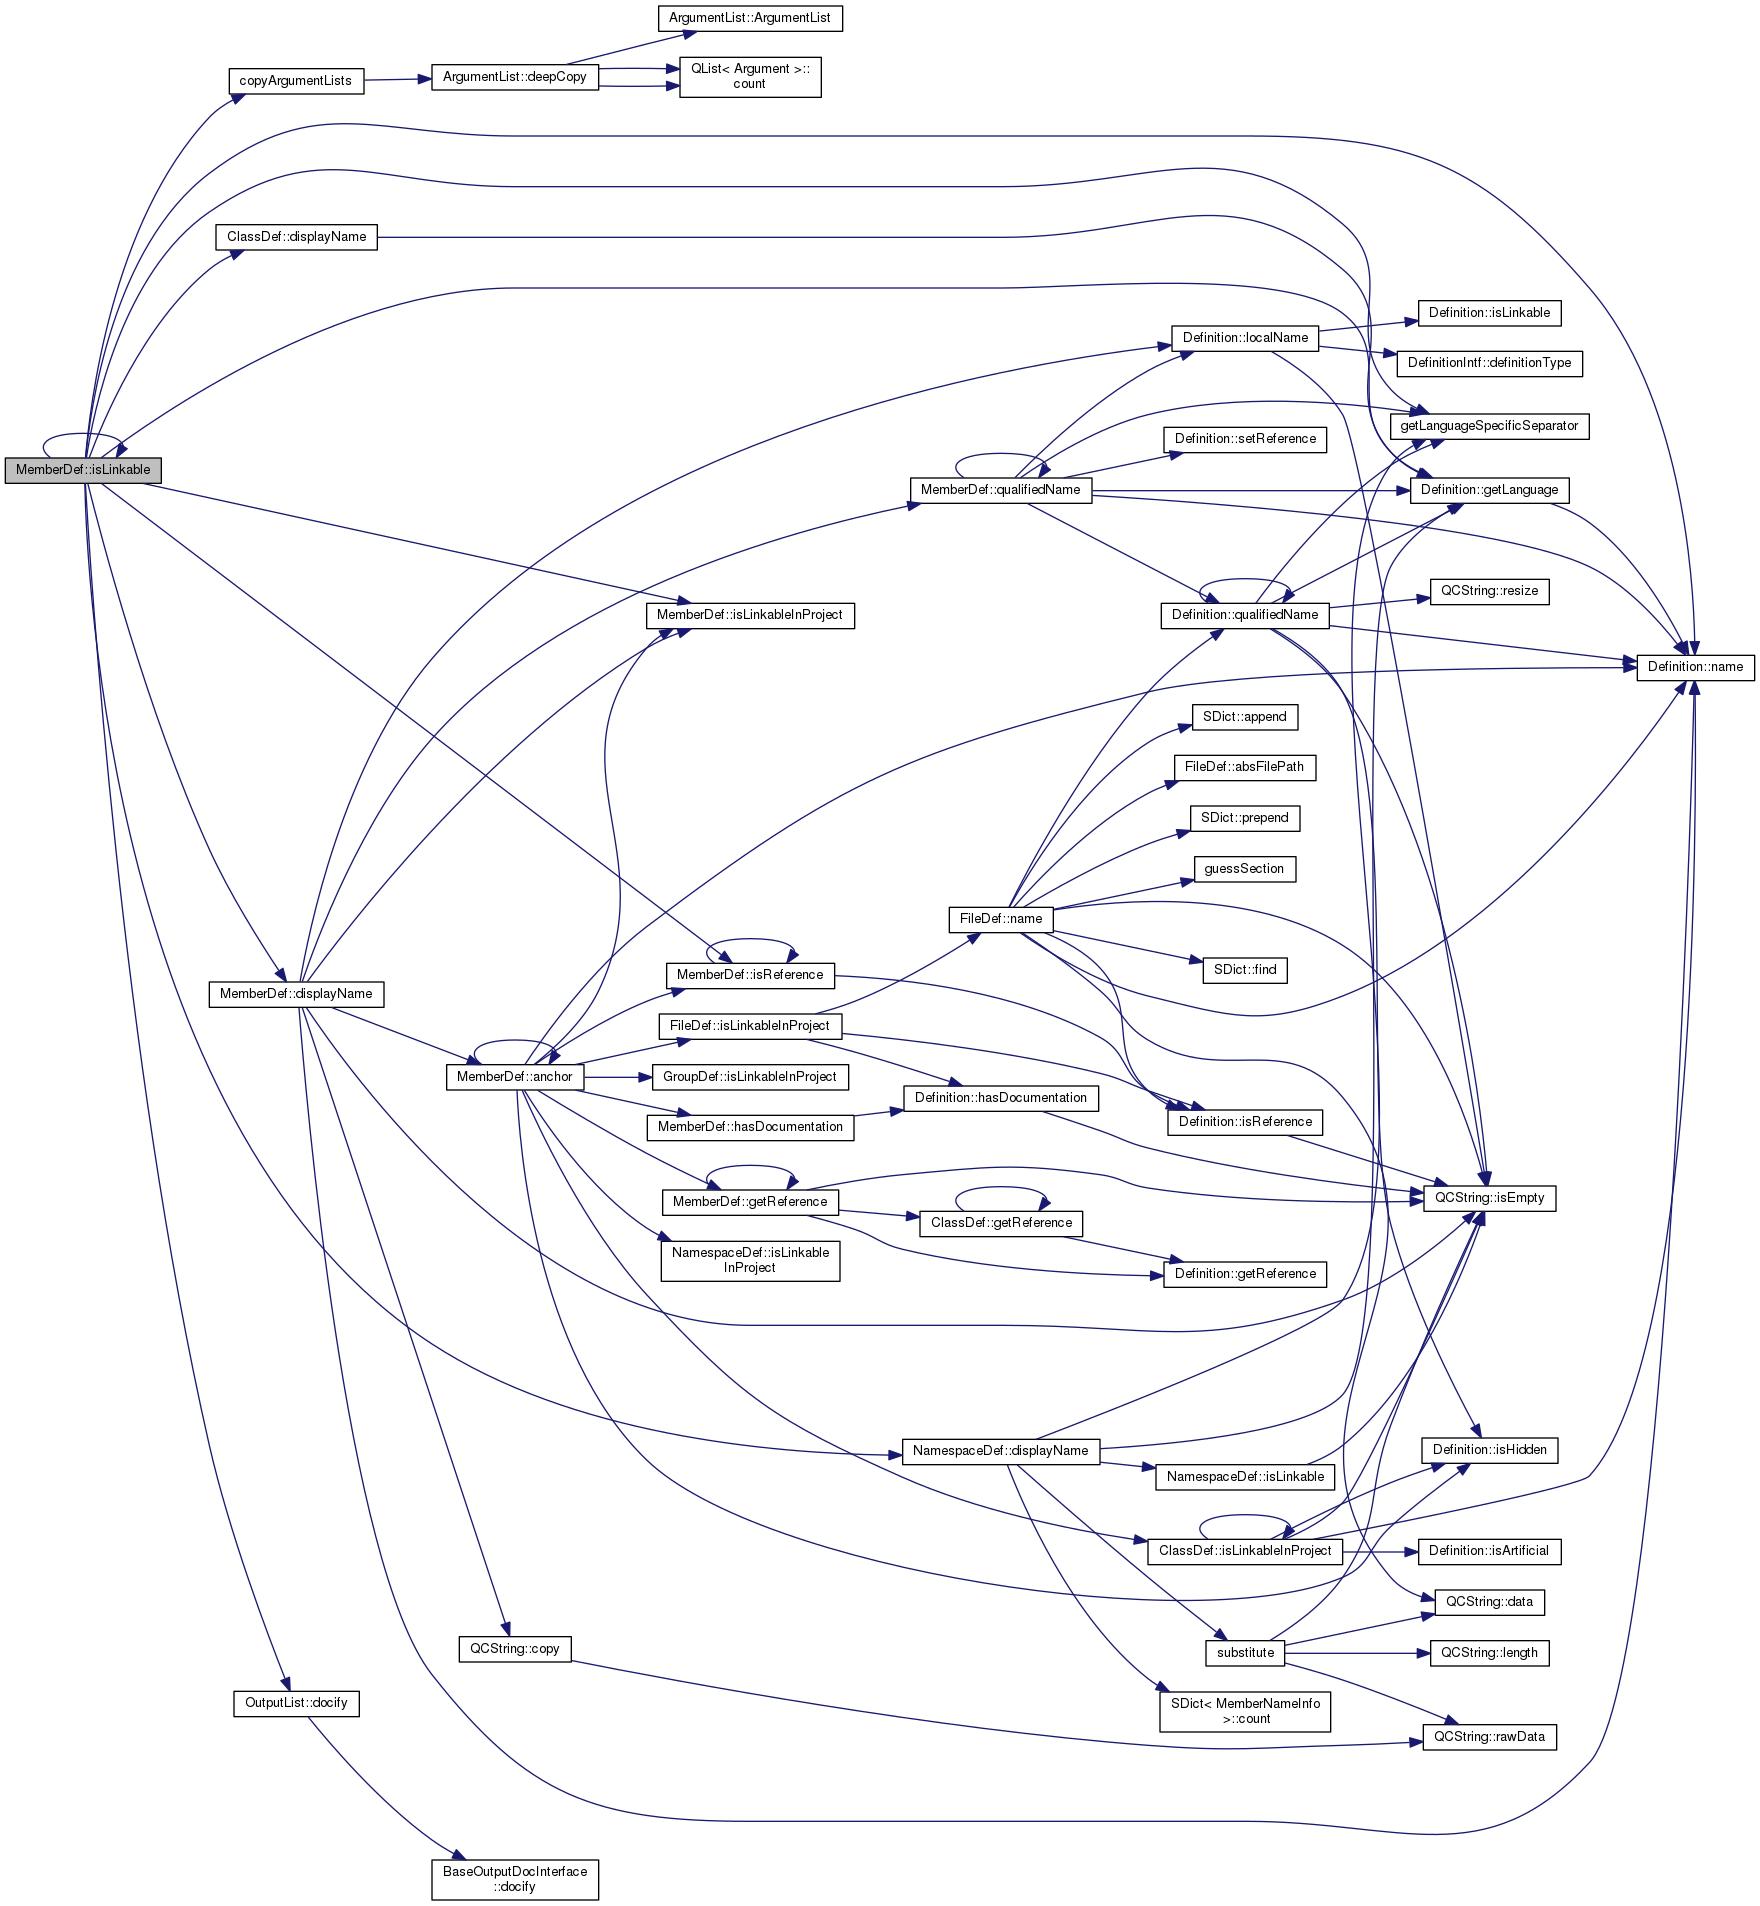 ArgumentList::ArgumentList
copyArgumentLists
ArgumentList::deepCopy
QList< Argument >::
count
ClassDef::displayName
Definition::isLinkable
Definition::localName
DefinitionIntf::definitionType
getLanguageSpecificSeparator
Definition::setReference
MemberDef::isLinkable
MemberDef::qualifiedName
Definition::getLanguage
QCString::resize
MemberDef::isLinkableInProject
Definition::qualifiedName
Definition::name
SDict::append
FileDef::absFilePath
SDict::prepend
guessSection
FileDef::name
SDict::find
MemberDef::isReference
MemberDef::displayName
FileDef::isLinkableInProject
MemberDef::anchor
GroupDef::isLinkableInProject
Definition::hasDocumentation
MemberDef::hasDocumentation
Definition::isReference
MemberDef::getReference
QCString::isEmpty
ClassDef::getReference
NamespaceDef::isLinkable
InProject
Definition::getReference
NamespaceDef::displayName
Definition::isHidden
NamespaceDef::isLinkable
ClassDef::isLinkableInProject
Definition::isArtificial
QCString::data
QCString::copy
substitute
QCString::length
OutputList::docify
SDict< MemberNameInfo
>::count
QCString::rawData
BaseOutputDocInterface
::docify